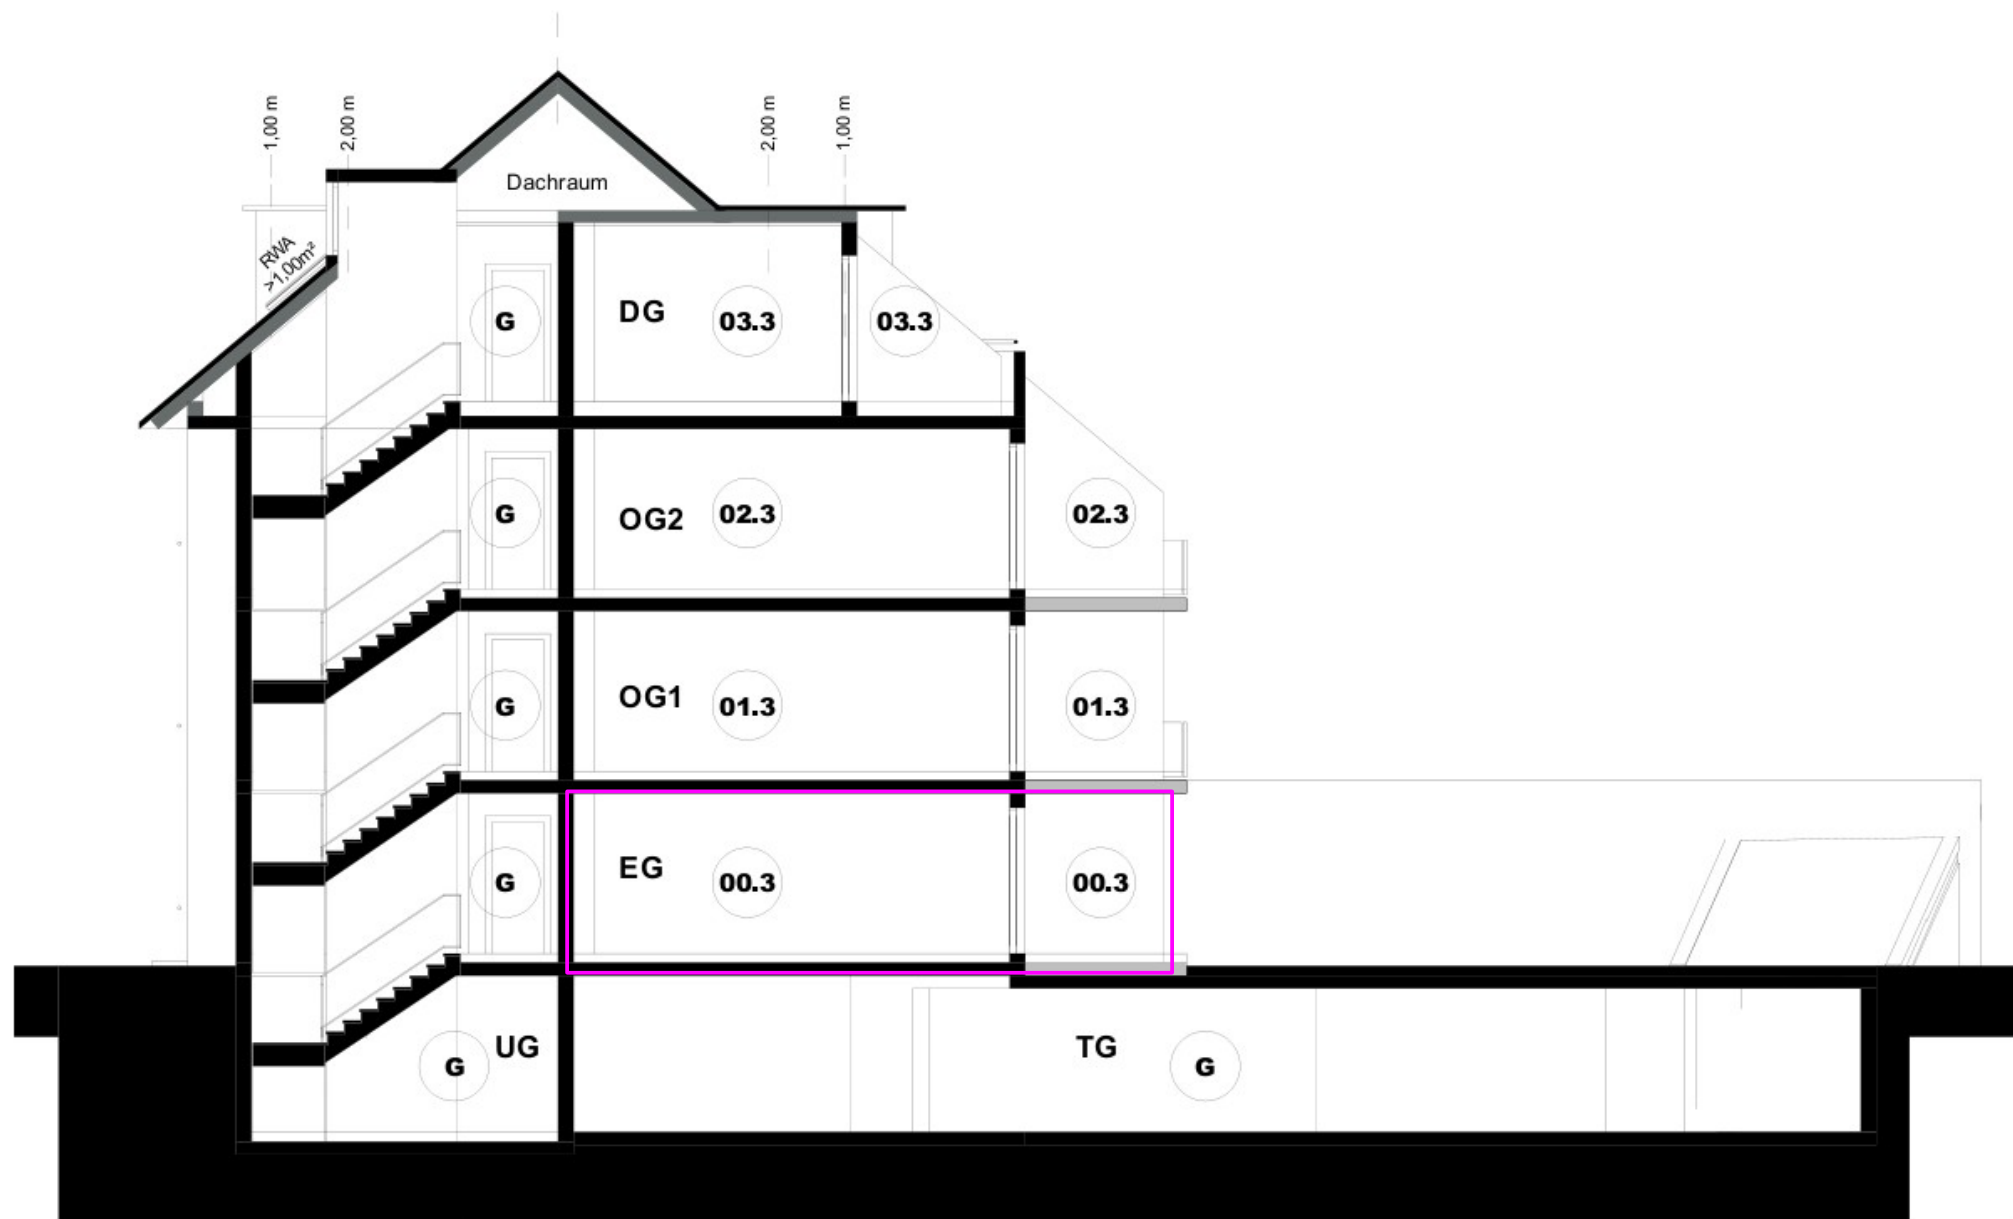 1,00 m
2,00 m
2,00 m
1,00 m
Dachraum
RWA
>1,00m²
G
DG
03.3
03.3
G
OG2
02.3
02.3
G
OG1
01.3
01.3
G
EG
00.3
00.3
G
UG
TG
G